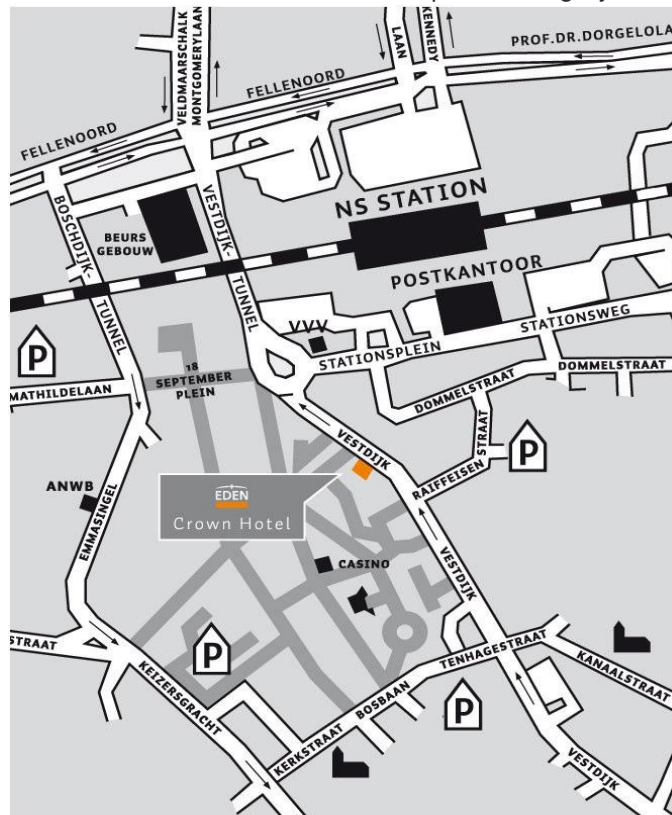 VELDMAARSCHALK
MONTGOMERYLAAN
LAAN
KENNEDY
PROF.DR.DORGELOLA
FELLENOORD
FELLENOORD
BOSCHDIJK-
TUNNEL
BEURS
GEBOUW
VESTDIJK-
TUNNEL
NS STATION
POSTKANTOOR
VVV
STATIONSPLEIN
STATIONSWEG
P
MATHILDELAAN
18
SEPTEMBER
PLEIN
DOMMELSTRAAT
DOMMELSTRAAT
VESTDIJK
RAIFFEISEN
STRAAT
P
ANWB
EMMASINGEL
EDEN
Crown Hotel
CASINO
VESTDIJK
STRAAT
P
KEIZERSGRACHT
TENHAGESTRAAT
KANAALSTRAAT
P
KERKSTRAAT
BOSBAAN
VESTDIJK